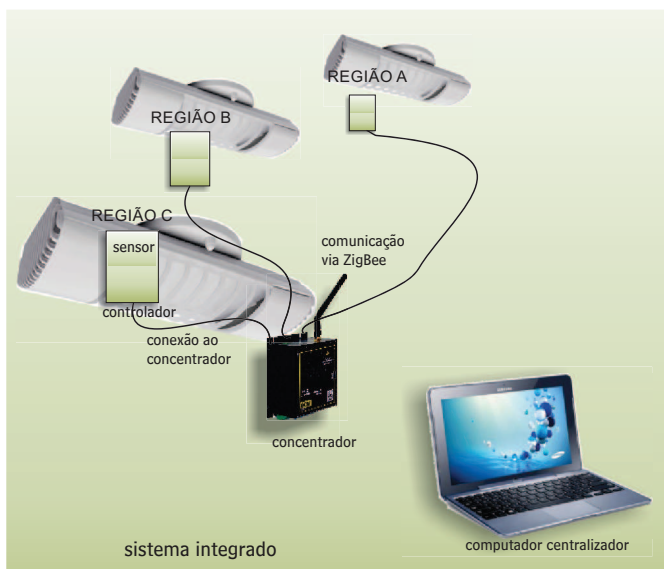 REGIÃO A
REGIÃO B
REGIÃO C
sensor
controlador
conexão ao
concentrador
comunicação
via ZigBee
concentrador
sistema integrado
computador centralizador